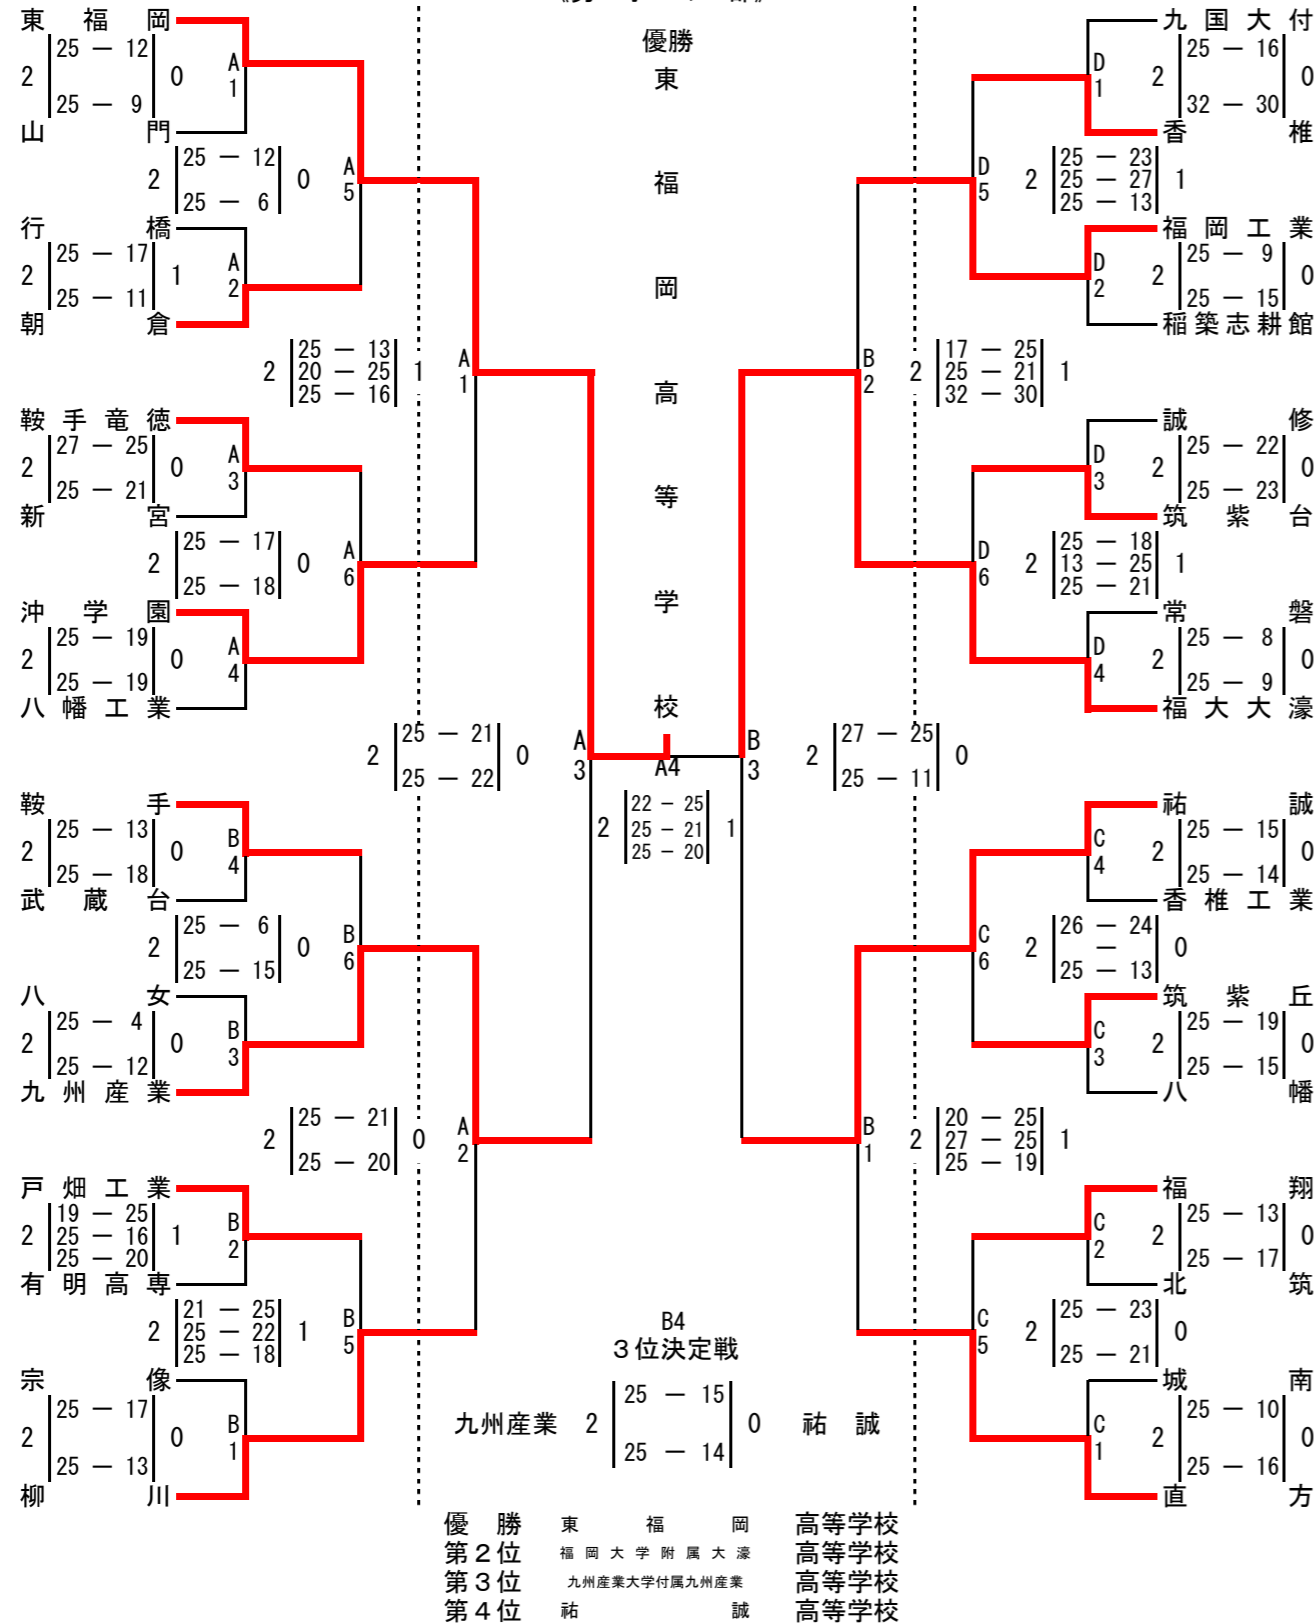 優勝
東
福
岡
高
等
学
校
東福岡
2 25 — 12 0
25 — 9
A1
山門
2 25 — 12 0
25 — 6
A5
行橋
2 25 — 17 1
25 — 11
A2
朝倉
2 25 — 13 1
20 — 25
25 — 16
A1
鞍手竜徳
2 27 — 25 0
25 — 21
A3
新宮
2 25 — 17 0
25 — 18
A6
沖学園
2 25 — 19 0
25 — 19
A4
八幡工業
2 25 — 21 0
25 — 22
A3
鞍手
2 25 — 13 0
25 — 18
B4
武蔵台
2 25 — 6 0
25 — 15
B6
八女
2 25 — 4 0
25 — 12
B3
九州産業
2 25 — 21 0
25 — 20
A2
戸畑工業
2 19 — 25 1
25 — 16
25 — 20
B2
有明高専
2 21 — 25 1
25 — 22
25 — 18
B5
宗像
2 25 — 17 0
25 — 13
B1
柳川
A4
2 22 — 25 1
25 — 21
25 — 20
九国大付
D1
2 25 — 16 0
32 — 30
香椎
D5
2 25 — 23 1
25 — 27
25 — 13
福岡工業
D2
2 25 — 9 0
25 — 15
稲築志耕館
B2
2 17 — 25 1
25 — 21
32 — 30
誠修
D3
2 25 — 22 0
25 — 23
筑紫台
D6
2 25 — 18 1
13 — 25
25 — 21
常磐
D4
2 25 — 8 0
25 — 9
福大大濠
B3
2 27 — 25 0
25 — 11
祐誠
C4
2 25 — 15 0
25 — 14
香椎工業
C6
2 26 — 24 0
—
25 — 13
筑紫丘
C3
2 25 — 19 0
25 — 15
八幡
B1
2 20 — 25 1
27 — 25
25 — 19
福翔
C2
2 25 — 13 0
25 — 17
北筑
C5
2 25 — 23 0
25 — 21
城南
C1
2 25 — 10 0
25 — 16
直方
B4
３位決定戦
九州産業 2 25 — 15 0 祐誠
25 — 14
優勝 東福岡 高等学校
第２位 福岡大学附属大濠 高等学校
第３位 九州産業大学付属九州産業 高等学校
第４位 祐誠 高等学校